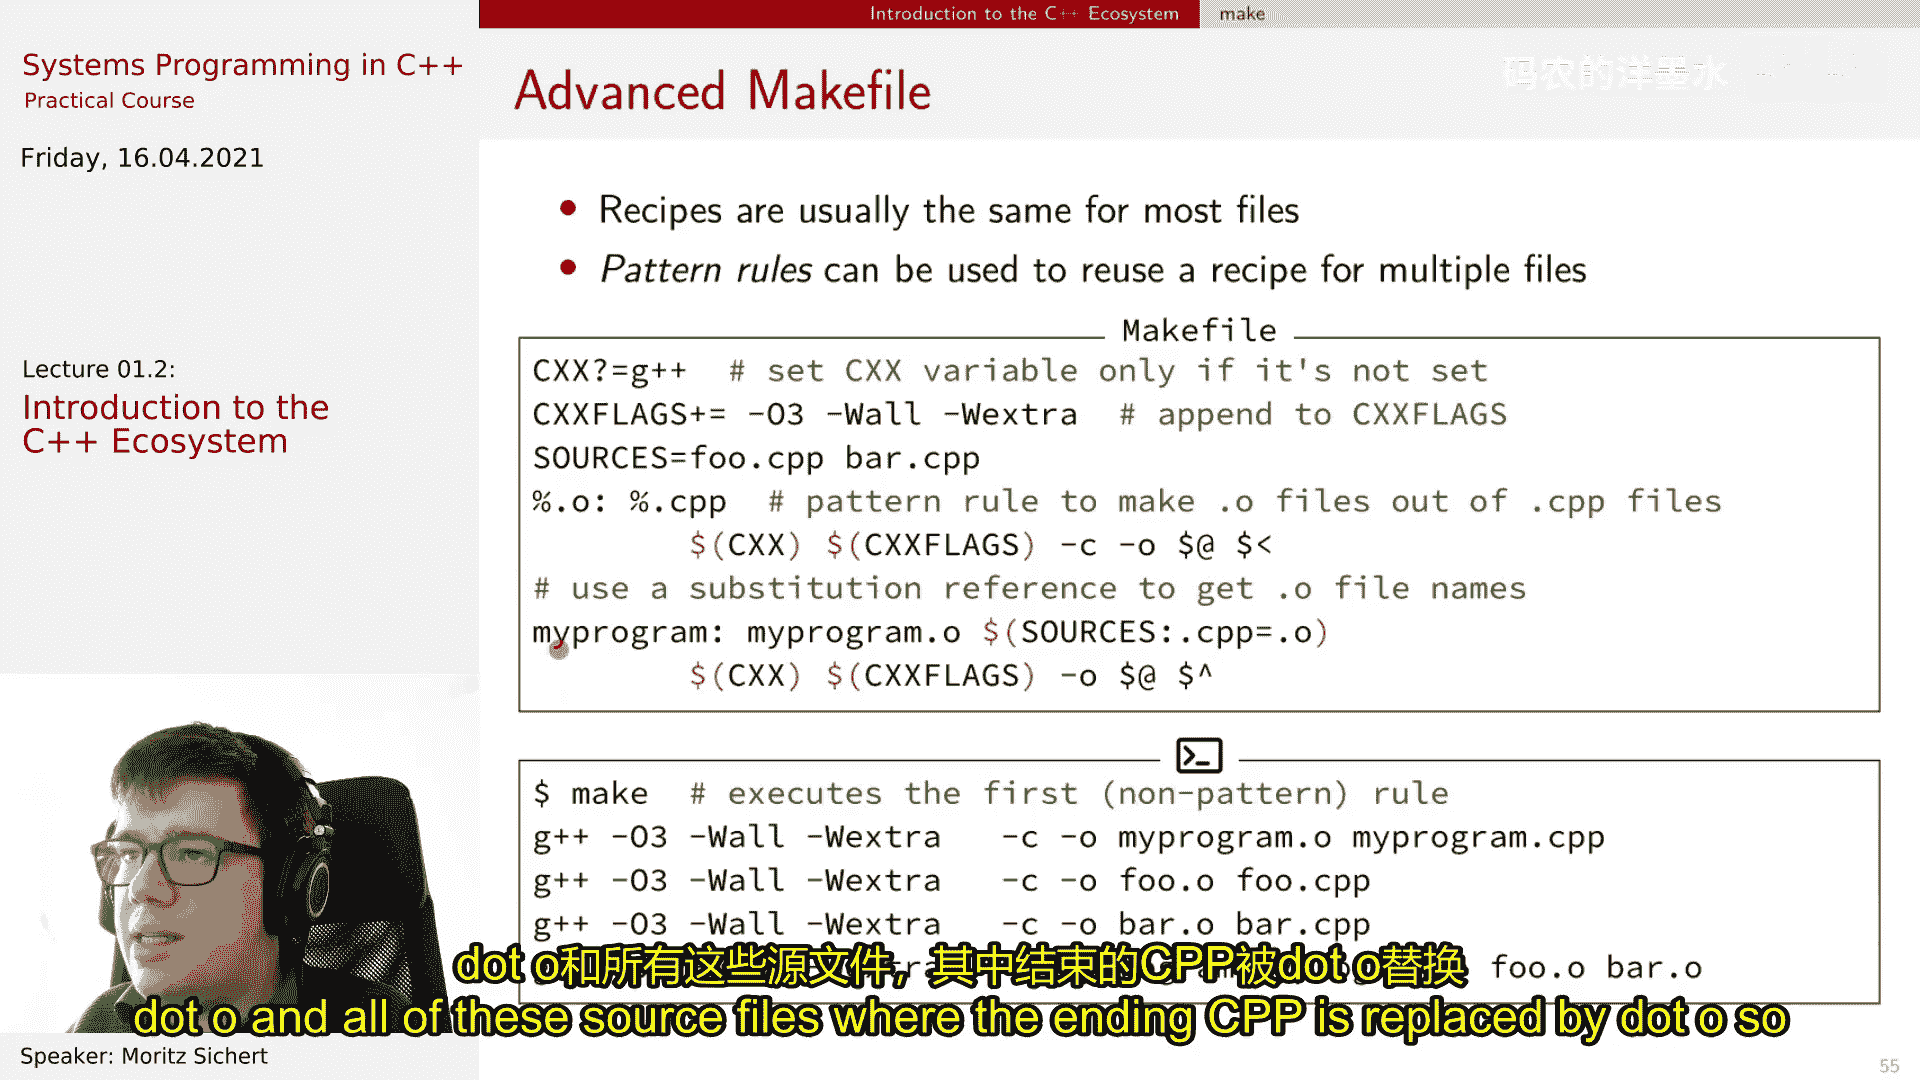 Introduction to the C++ Ecosystem
make
Systems Programming in C++
Practical Course
Friday, 16.04.2021
Lecture 01.2:
Introduction to the
C++ Ecosystem
Speaker: Moritz Sichert
Advanced Makefile
码农的洋墨水
Recipes are usually the same for most files
Pattern rules can be used to reuse a recipe for multiple files
Makefile
CXX?=g++ # set CXX variable only if it's not set
CXXFLAGS+= -O3 -Wall -Wextra # append to CXXFLAGS
SOURCES=foo.cpp bar.cpp
%.o: %.cpp # pattern rule to make .o files out of .cpp files
$(CXX) $(CXXFLAGS) -c -o $@ $<
# use a substitution reference to get .o file names
myprogram: myprogram.o $(SOURCES:.cpp=.o)
$(CXX) $(CXXFLAGS) -o $@ $^
$ make # executes the first (non-pattern) rule
g++ -O3 -Wall -Wextra -c -o myprogram.o myprogram.cpp
g++ -O3 -Wall -Wextra -c -o foo.o foo.cpp
g++ -O3 -Wall -Wextra -c -o bar.o bar.cpp
foo.o bar.o
dot o和所有这些源文件，其中结束的CPP被dot o替换
dot o and all of these source files where the ending CPP is replaced by dot o so
55